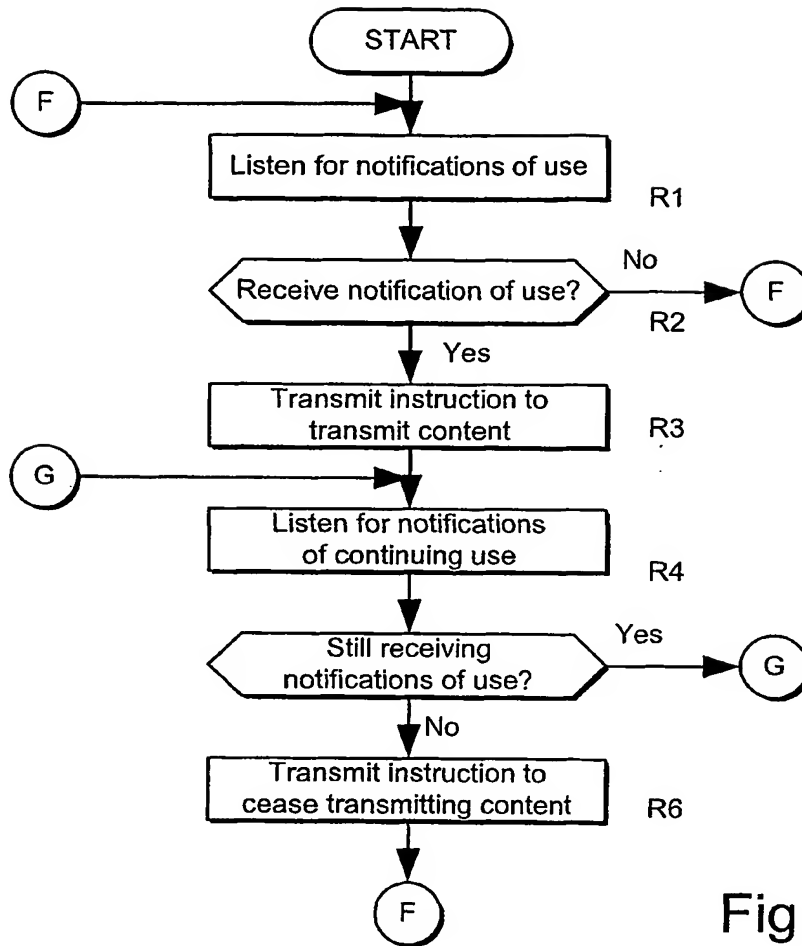 START
F
Listen for notifications of use
R1
Receive notification of use?
No
F
R2
Yes
Transmit instruction to
transmit content
R3
G
Listen for notifications
of continuing use
R4
Still receiving
notifications of use?
Yes
G
No
Transmit instruction to
cease transmitting content
R6
F
Fig